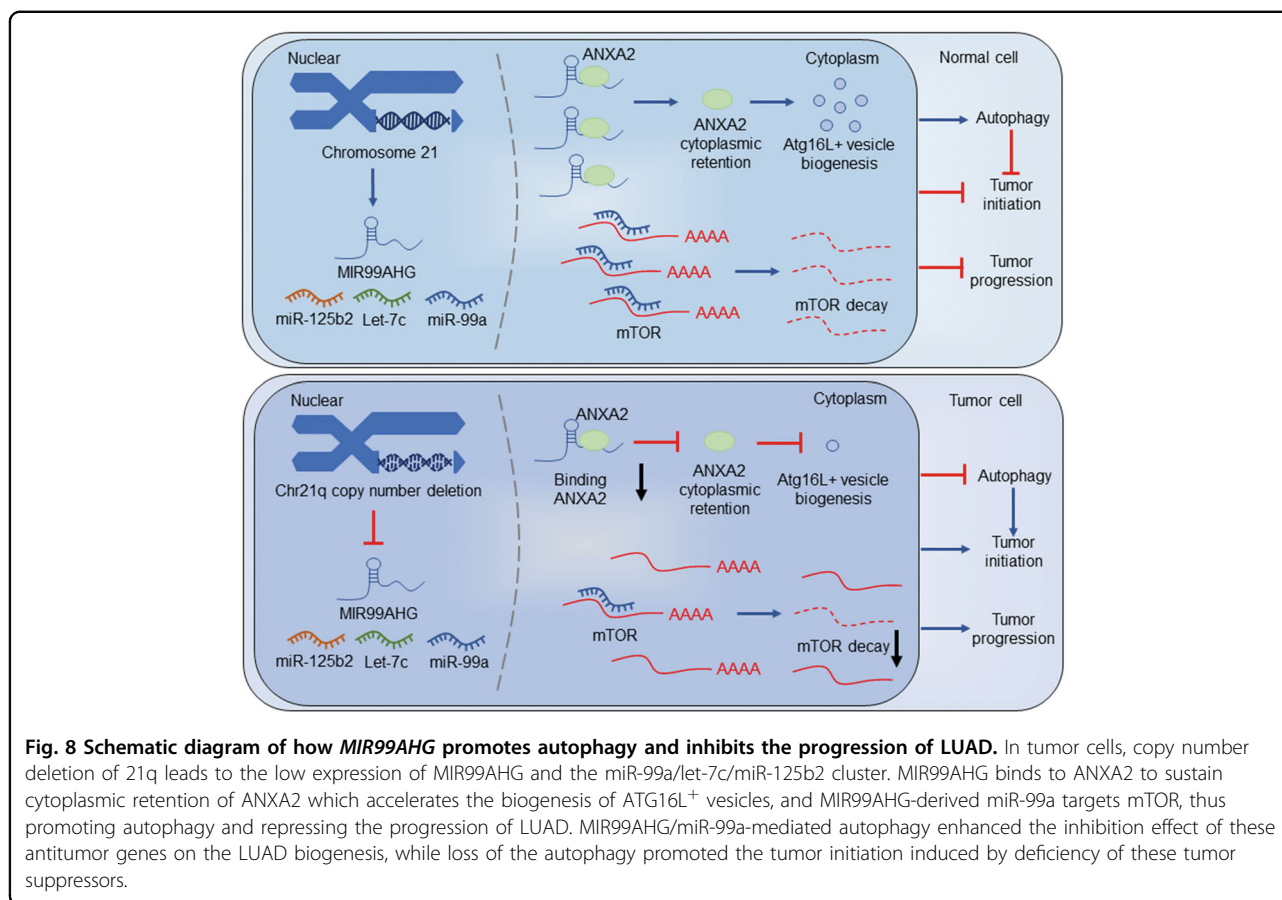 Nuclear
Chromosome 21
MIR99AHG
miR-125b2 Let-7c miR-99a
ANXA2
ANXA2
cytoplasmic
retention
Cytoplasm
Atg16L+ vesicle
biogenesis
AAAA
AAAA
AAAA
mTOR
mTOR decay
Normal cell
Autophagy
Tumor
initiation
Tumor
progression
Nuclear
Chr21q copy number deletion
MIR99AHG
miR-125b2 Let-7c miR-99a
ANXA2
Binding
ANXA2
ANXA2
cytoplasmic
retention
Cytoplasm
Atg16L+ vesicle
biogenesis
AAAA
AAAA
mTOR
AAAA
mTOR decay
Tumor cell
Autophagy
Tumor
initiation
Tumor
progression
Fig. 8 Schematic diagram of how MIR99AHG promotes autophagy and inhibits the progression of LUAD. In tumor cells, copy number
deletion of 21q leads to the low expression of MIR99AHG and the miR-99a/let-7c/miR-125b2 cluster. MIR99AHG binds to ANXA2 to sustain
cytoplasmic retention of ANXA2 which accelerates the biogenesis of ATG16L⁺ vesicles, and MIR99AHG-derived miR-99a targets mTOR, thus
promoting autophagy and repressing the progression of LUAD. MIR99AHG/miR-99a-mediated autophagy enhanced the inhibition effect of these
antitumor genes on the LUAD biogenesis, while loss of the autophagy promoted the tumor initiation induced by deficiency of these tumor
suppressors.